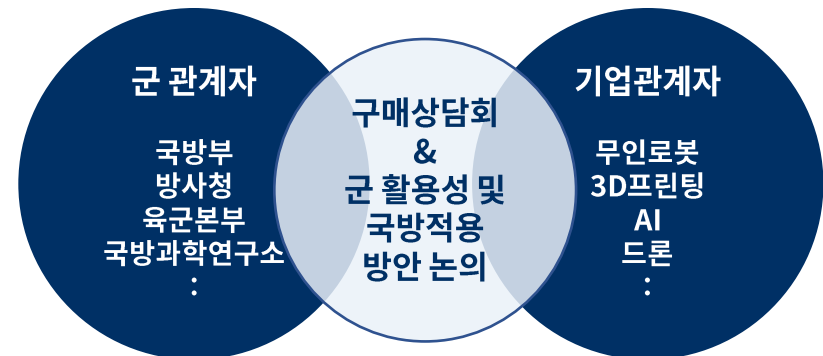 군 관계자
국방부
방사청
육군본부
국방과학연구소
:
구매상담회
&
군 활용성 및
국방적용
방안 논의
기업관계자
무인로봇
3D프린팅
AI
드론
: